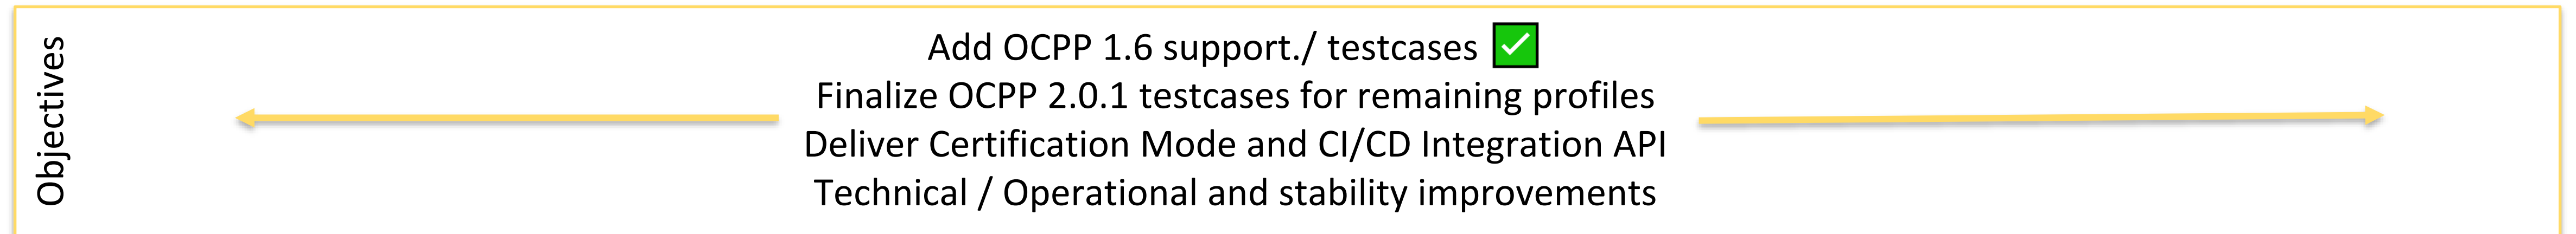 Objectives
Add OCPP 1.6 support./ testcases ✅
Finalize OCPP 2.0.1 testcases for remaining profiles
Deliver Certification Mode and CI/CD Integration API
Technical / Operational and stability improvements